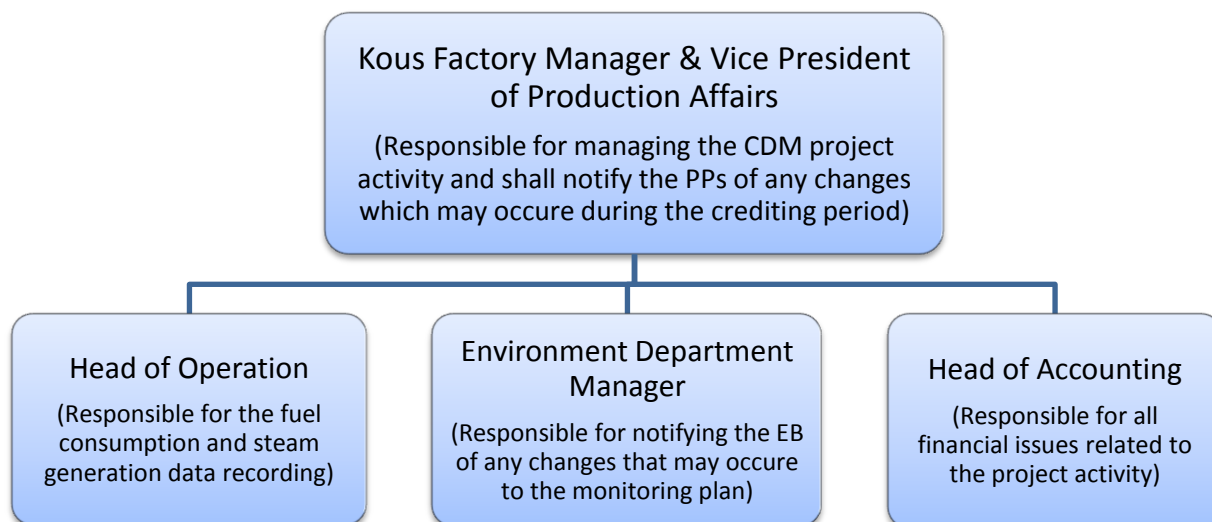 Kous Factory Manager & Vice President
of Production Affairs
(Responsible for managing the CDM project
activity and shall notify the PPs of any changes
which may occure during the crediting period)
Head of Operation
(Responsible for the fuel
consumption and steam
generation data recording)
Environment Department
Manager
(Responsible for notifying the EB
of any changes that may occure
to the monitoring plan)
Head of Accounting
(Responsible for all
financial issues related to
the project activity)